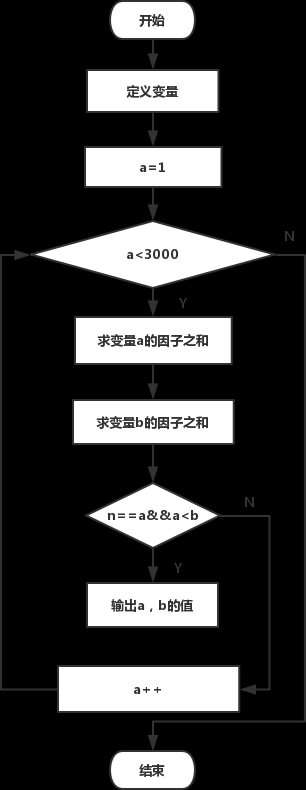 开始
定义变量
a=1
a<3000
N
Y
求变量a的因子之和
求变量b的因子之和
n==a&&a<b
N
Y
输出a，b的值
a++
结束